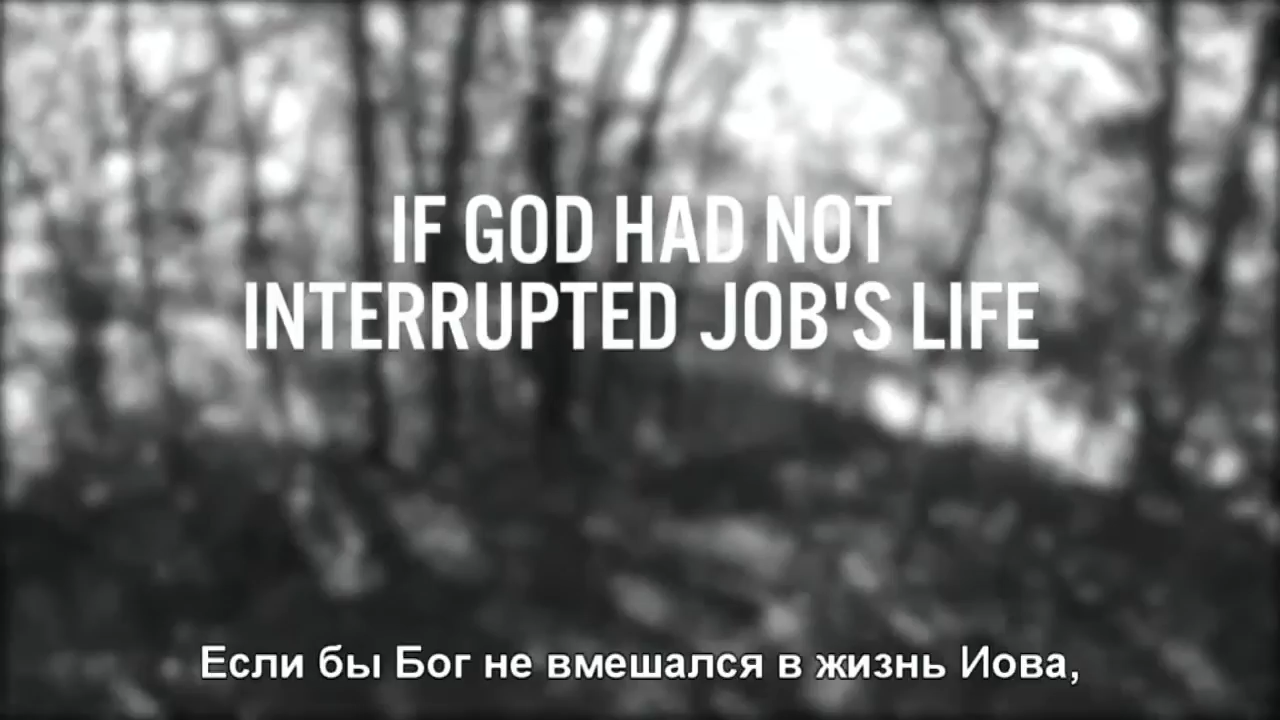 IF GOD HAD NOT
INTERRUPTED JOB'S LIFE
Если бы Бог не вмешался в жизнь Иова,